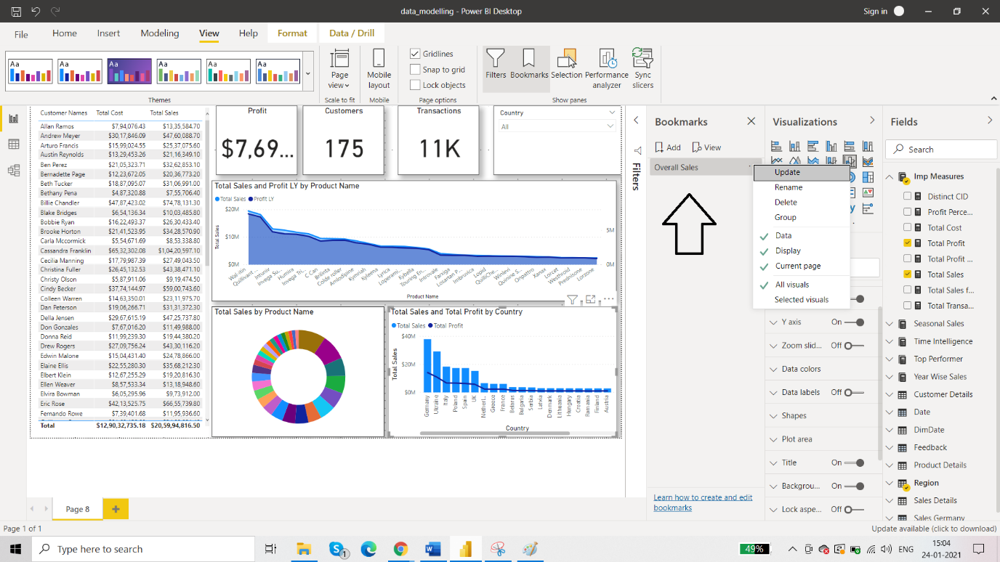 data_modelling - Power BI Desktop
Sign in
File Home Insert Modeling View Help Format Data / Drill
Aa Aa Aa Aa Aa Aa
Themes
Page view
Scale to fit
Mobile layout
Mobile
Gridlines
Snap to grid
Lock objects
Page options
Filters
Bookmarks
Selection
Performance analyzer
Sync slicers
Show panes
Customer Names Total Cost Total Sales
Allan Ramos $7,94,076.43 $13,35,584.70
Andrew Meyer $30,17,846.09 $47,60,088.70
Arturo Francis $15,99,024.55 $25,37,075.60
Austin Reynolds $13,29,453.26 $21,16,349.10
Ben Perez $21,05,323.71 $32,62,853.10
Bernadette Page $12,23,672.05 $20,36,773.20
Beth Tucker $18,87,095.07 $31,06,991.00
Bethany Pena $4,87,320.88 $7,55,706.40
Billie Chandler $47,87,423.02 $74,78,131.30
Blake Bridges $6,54,136.34 $10,03,485.80
Bobbie Ryan $16,22,493.37 $26,30,433.40
Brooke Horton $21,41,523.95 $34,28,570.90
Carla Mccormick $5,54,671.69 $8,53,338.80
Cassandra Franklin $65,32,302.08 $1,04,20,597.10
Cecilia Manning $17,79,987.39 $27,49,043.50
Christina Fuller $26,45,132.53 $43,38,471.10
Christy Olson $5,87,911.06 $9,19,474.50
Cindy Becker $37,74,144.97 $59,00,743.60
Colleen Warren $14,63,350.01 $23,11,975.70
Dan Peterson $19,06,266.71 $31,31,372.30
Della Jensen $29,67,615.19 $47,25,737.80
Don Gonzales $7,67,016.20 $11,49,988.00
Donna Reid $11,99,239.30 $19,44,380.20
Drew Rogers $27,09,756.24 $43,30,116.20
Edwin Malone $15,04,431.40 $24,78,866.00
Elaine Ellis $22,55,280.30 $35,68,212.30
Elbert Klein $12,67,255.29 $19,20,816.30
Ellen Weaver $8,57,533.34 $13,18,948.60
Elvira Bowman $6,05,295.96 $9,73,912.00
Eric Rose $42,13,525.75 $66,55,739.80
Fernando Rowe $7,39,401.68 $11,95,936.60
Total $12,90,32,735.18 $20,59,94,816.50
Profit
$7,69...
Customers
175
Transactions
11K
Country
All
Total Sales and Profit LY by Product Name
Total Sales Profit LY
$20M
$10M
$0M
5M
0M
Total Sales
Product Name
Total Sales by Product Name
Total Sales and Total Profit by Country
Total Sales Total Profit
$40M
$20M
$0M
Total Sales
Germany
Ukraine
Italy
Poland
Spain
UK
Netherl..
Greece
France
Belarus
Bulgaria
Serbia
Latvia
Denmark
Lithuania
Hungary
Croatia
Romania
Finland
Austria
Country
Filters
Bookmarks
Add View
Overall Sales
Update
Rename
Delete
Group
Data
Display
Current page
All visuals
Selected visuals
Learn how to create and edit
bookmarks
Visualizations
Y axis On
Zoom slid... Off
Data colors
Data labels Off
Shapes
Plot area
Title On
Backgrou... On
Lock aspe... Off
Fields
Search
Imp Measures
Distinct CID
Profit Perce...
Total Cost
Total Profit
Total Profit ...
Total Sales
Total Sales f...
Total Transa...
Seasonal Sales
Time Intelligence
Top Performer
Year Wise Sales
Customer Details
Date
DimDate
Feedback
Product Details
Region
Sales Details
Sales Germany
Page 8
Page 1 of 1
Update available (click to download)
Type here to search
1
49%
ENG
15:04
24-01-2021